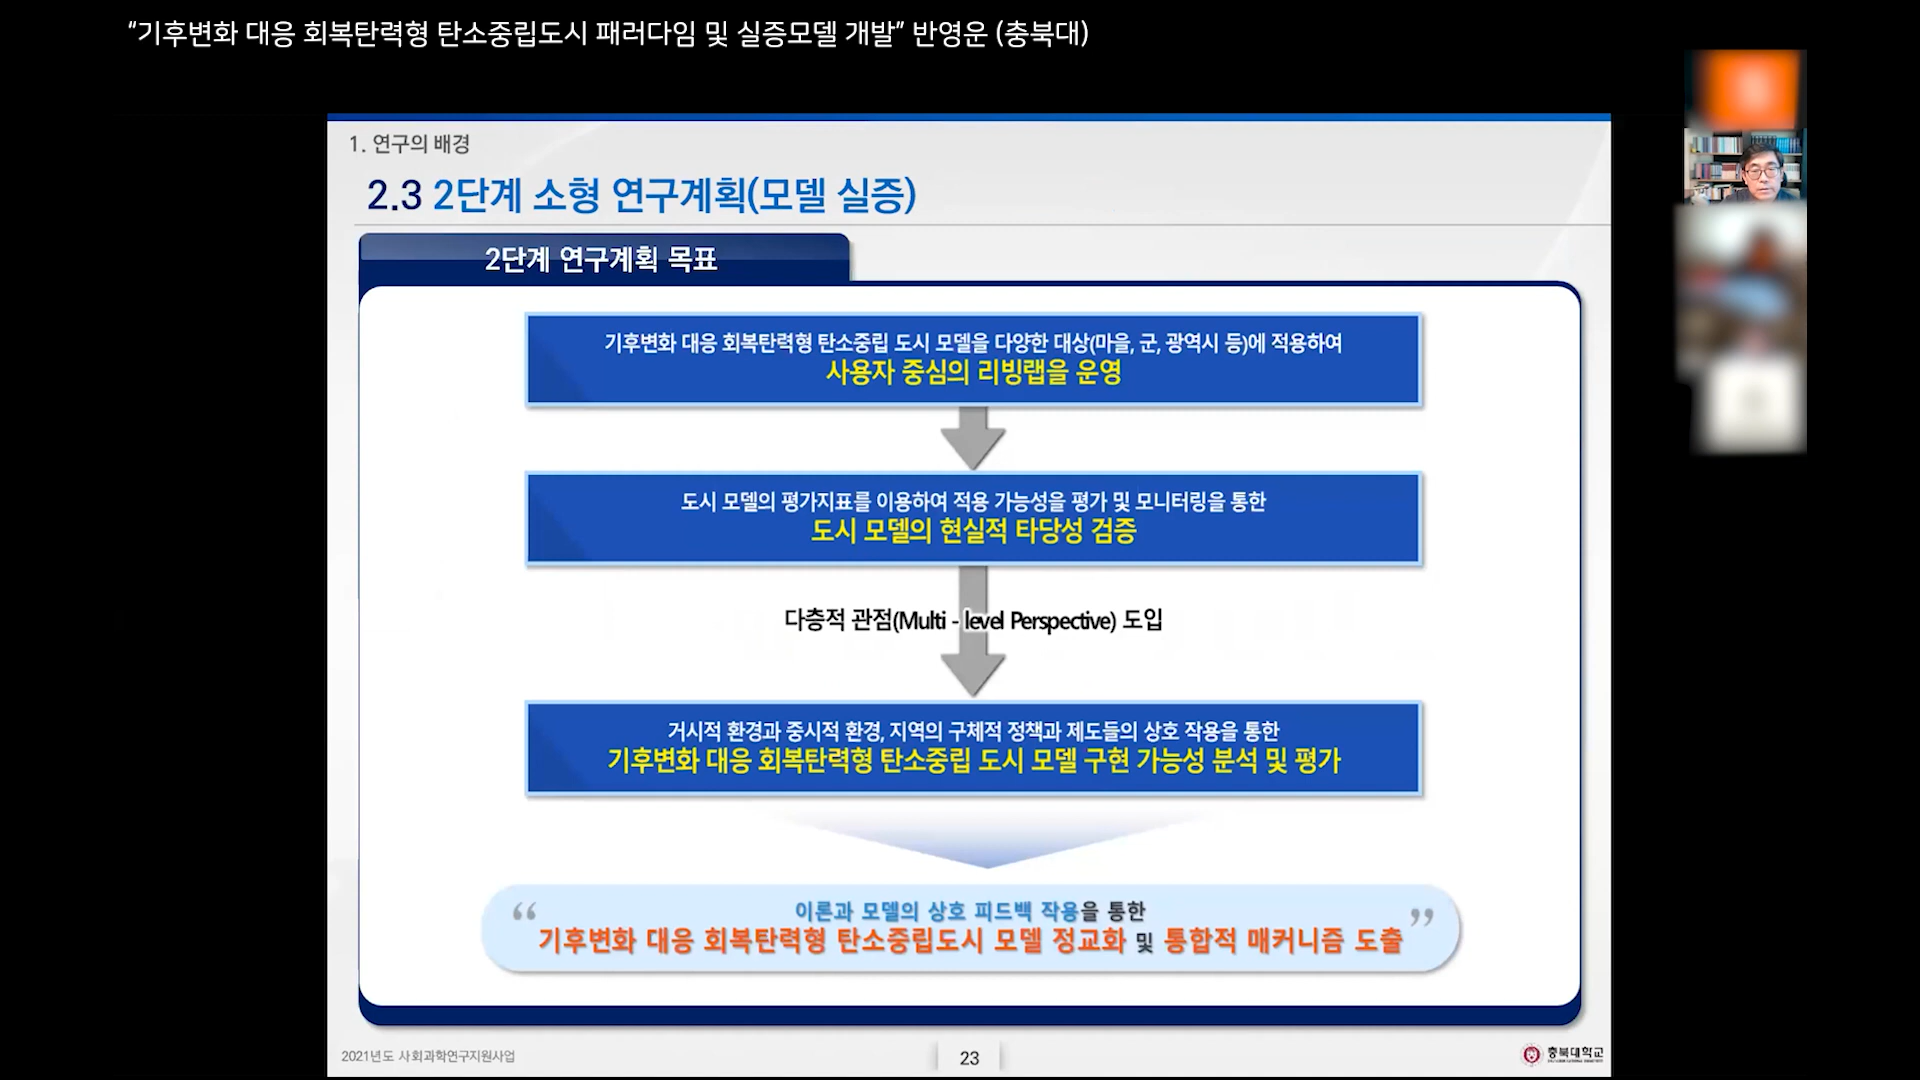 “기후변화 대응 회복탄력형 탄소중립도시 패러다임 및 실증모델 개발” 반영운 (충북대)
1. 연구의 배경
2.3 2단계 소형 연구계획(모델 실증)
2단계 연구계획 목표
기후변화 대응 회복탄력형 탄소중립 도시 모델을 다양한 대상(마을, 군, 광역시 등)에 적용하여
사용자 중심의 리빙랩을 운영
도시 모델의 평가지표를 이용하여 적용 가능성을 평가 및 모니터링을 통한
도시 모델의 현실적 타당성 검증
다층적 관점(Multi - level Perspective) 도입
거시적 환경과 중시적 환경, 지역의 구체적 정책과 제도들의 상호 작용을 통한
기후변화 대응 회복탄력형 탄소중립 도시 모델 구현 가능성 분석 및 평가
“ 이론과 모델의 상호 피드백 작용을 통한 ”
기후변화 대응 회복탄력형 탄소중립도시 모델 정교화 및 통합적 매커니즘 도출
2021년도 사회과학연구지원사업
23
충북대학교